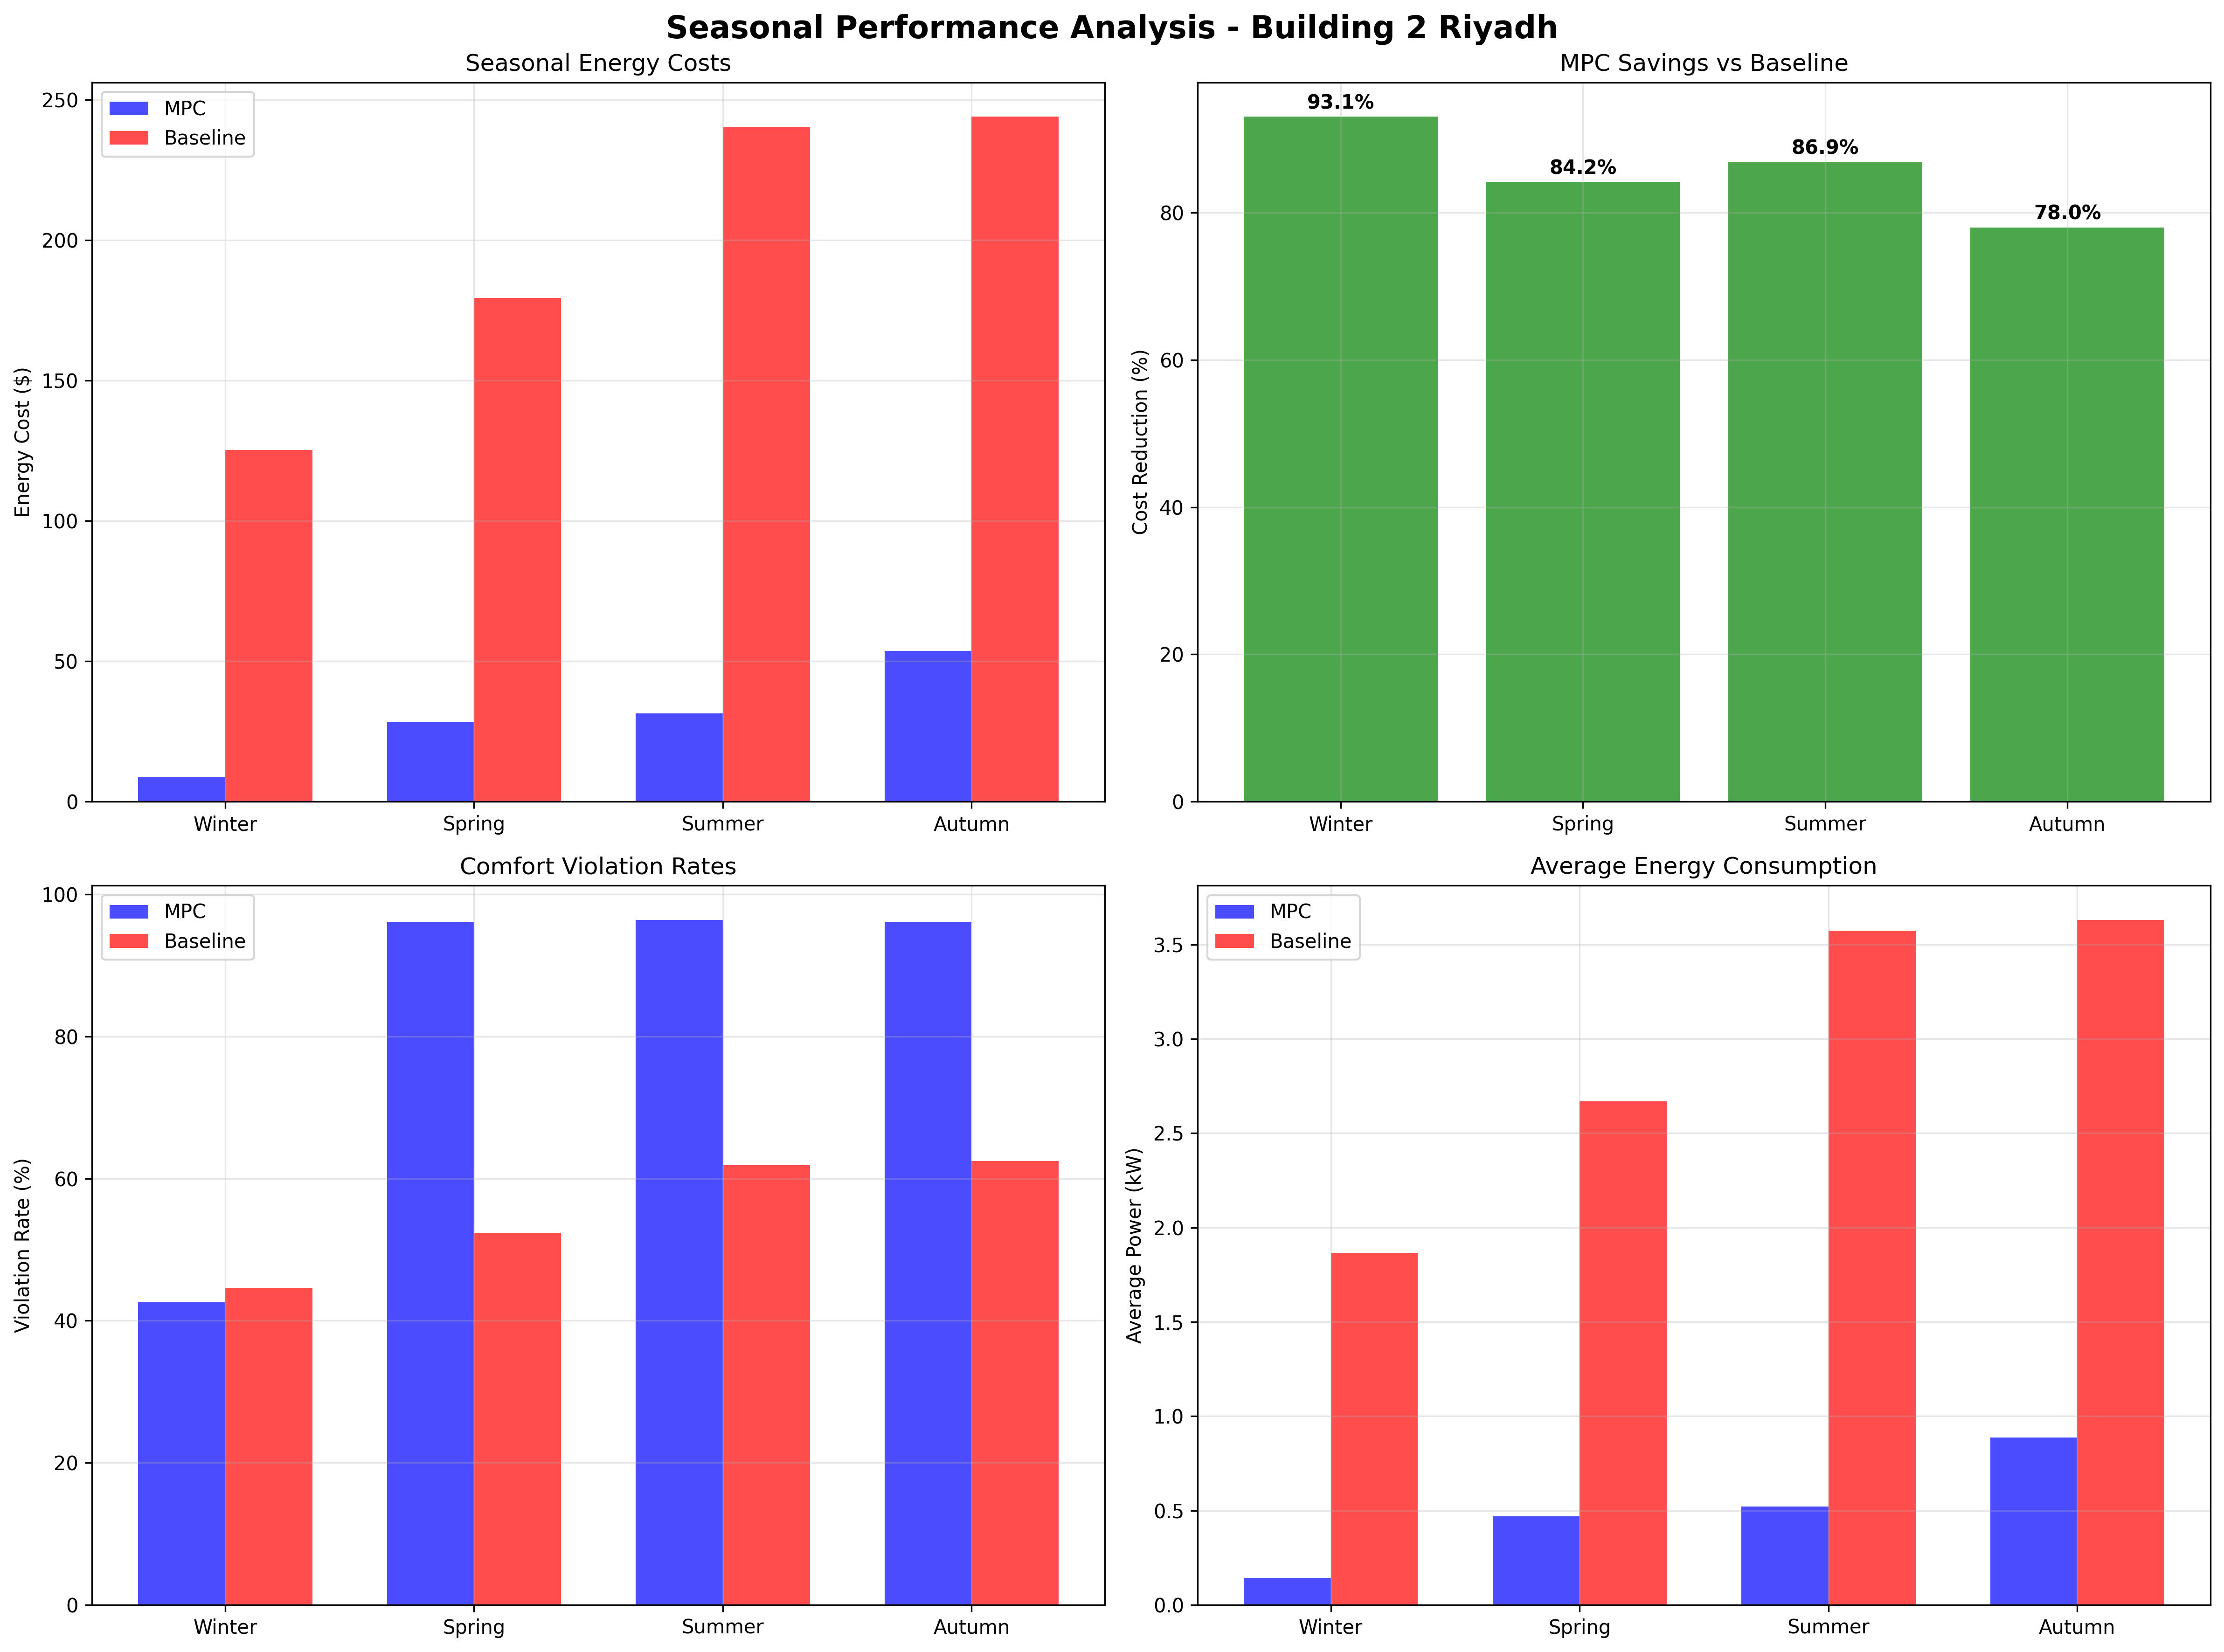 Seasonal Performance Analysis - Building 2 Riyadh
Seasonal Energy Costs
MPC
Baseline
Energy Cost ($)
250
200
150
100
50
0
Winter
Spring
Summer
Autumn
MPC Savings vs Baseline
93.1%
84.2%
86.9%
78.0%
Cost Reduction (%)
80
60
40
20
0
Winter
Spring
Summer
Autumn
Comfort Violation Rates
MPC
Baseline
Violation Rate (%)
100
80
60
40
20
0
Winter
Spring
Summer
Autumn
Average Energy Consumption
MPC
Baseline
Average Power (kW)
3.5
3.0
2.5
2.0
1.5
1.0
0.5
0.0
Winter
Spring
Summer
Autumn